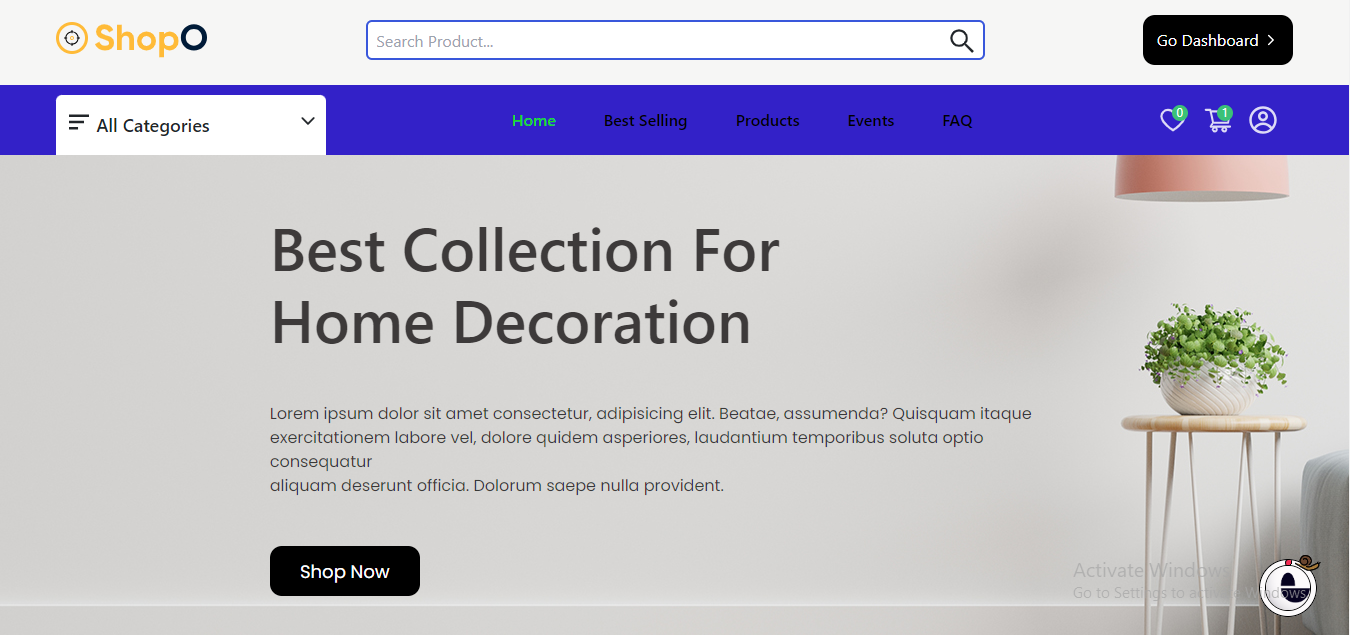 ShopO
Search Product...
Go Dashboard
All Categories
Home
Best Selling
Products
Events
FAQ
0
1
Best Collection For
Home Decoration
Lorem ipsum dolor sit amet consectetur, adipisicing elit. Beatae, assumenda? Quisquam itaque
exercitationem labore vel, dolore quidem asperiores, laudantium temporibus soluta optio
consequatur
aliquam deserunt officia. Dolorum saepe nulla provident.
Shop Now
Activate Windows
Go to Settings to activate Windows.